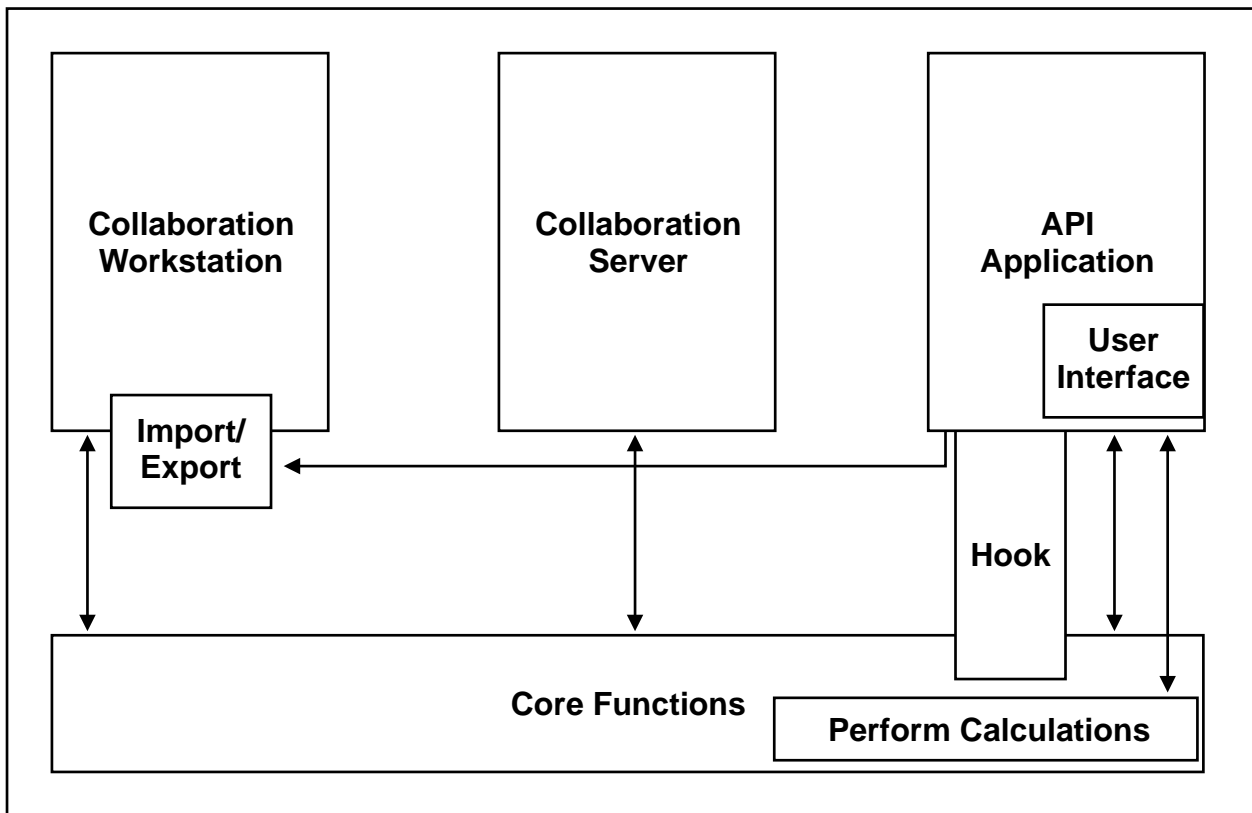 Collaboration
Workstation
Collaboration
Server
API
Application
User
Interface
Import/
Export
Hook
Core Functions
Perform Calculations